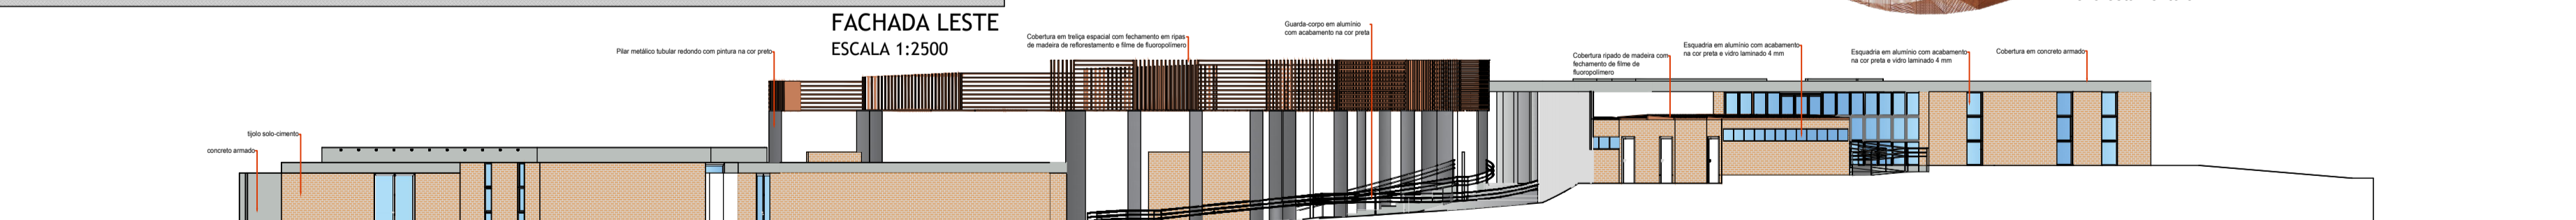 FACHADA LESTE
ESCALA 1:2500
Pilar metálico tubular redondo com pintura na cor preto
Cobertura em treliça espacial com fechamento em ripas
de madeira de reflorestamento e filme de fluoropolímero
Guarda-corpo em alumínio
com acabamento na cor preta
Cobertura ripado de madeira com
fechamento de filme de
fluoropolímero
Esquadria em alumínio com acabamento
na cor preta e vidro laminado 4 mm
Esquadria em alumínio com acabamento
na cor preta e vidro laminado 4 mm
Cobertura em concreto armado
tijolo solo-cimento
concreto armado